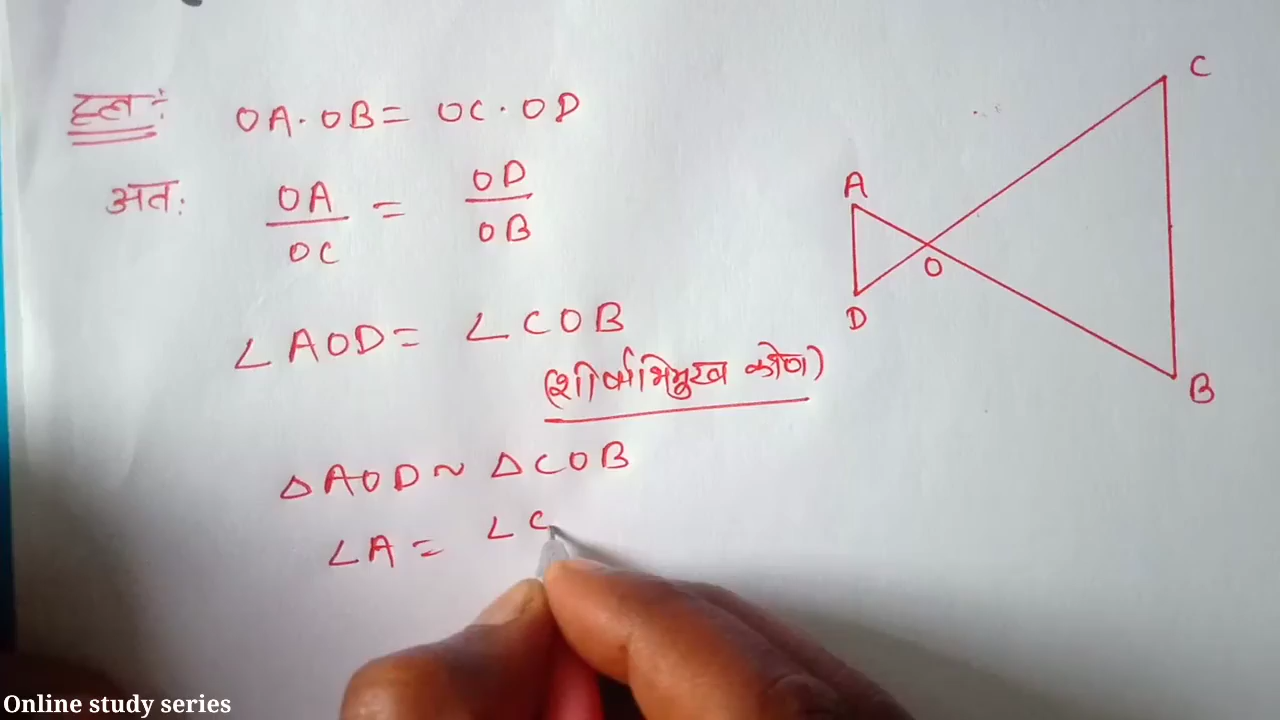 हल :- OA . OB = OC . OD
अत: OA/OC = OD/OB
∠AOD = ∠COB
(शीर्षाभिमुख कोण)
△AOD ~ △COB
∠A = ∠C
C
A
O
D
B
Online study series